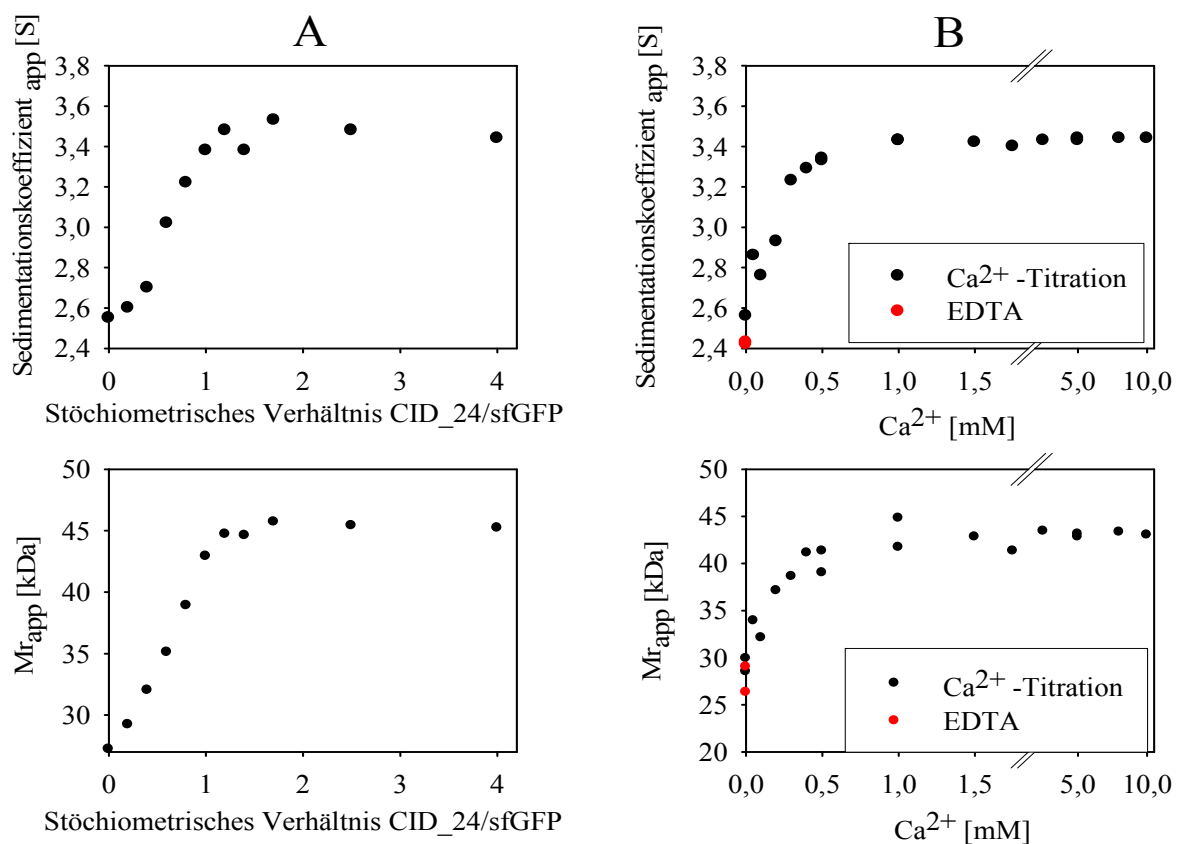 A
Sedimentationskoeffizient app [S]
3,8
3,6
3,4
3,2
3,0
2,8
2,6
2,4
0 1 2 3 4
Stöchiometrisches Verhältnis CID_24/sfGFP
B
Sedimentationskoeffizient app [S]
3,8
3,6
3,4
3,2
3,0
2,8
2,6
2,4
Ca2+ -Titration
EDTA
0,0 0,5 1,0 1,5 5,0 10,0
Ca2+ [mM]
Mrapp [kDa]
50
45
40
35
30
0 1 2 3 4
Stöchiometrisches Verhältnis CID_24/sfGFP
Mrapp [kDa]
50
45
40
35
30
25
20
Ca2+ -Titration
EDTA
0,0 0,5 1,0 1,5 5,0 10,0
Ca2+ [mM]